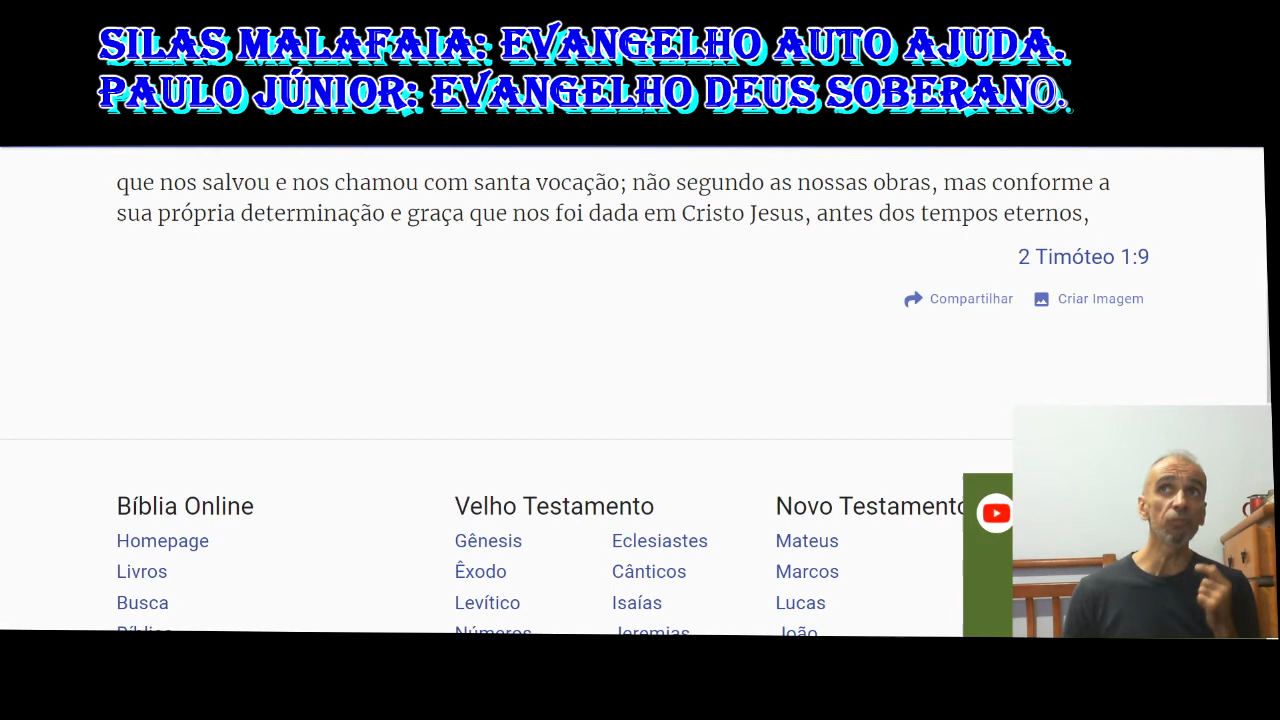 SILAS MALAFAIA: EVANGELHO AUTO AJUDA.
PAULO JÚNIOR: EVANGELHO DEUS SOBERANO.
que nos salvou e nos chamou com santa vocação; não segundo as nossas obras, mas conforme a
sua própria determinação e graça que nos foi dada em Cristo Jesus, antes dos tempos eternos,
2 Timóteo 1:9
Compartilhar Criar Imagem
Bíblia Online Velho Testamento Novo Testamento
Homepage Gênesis Eclesiastes Mateus
Livros Êxodo Cânticos Marcos
Busca Levítico Isaías Lucas
Números Jeremias João